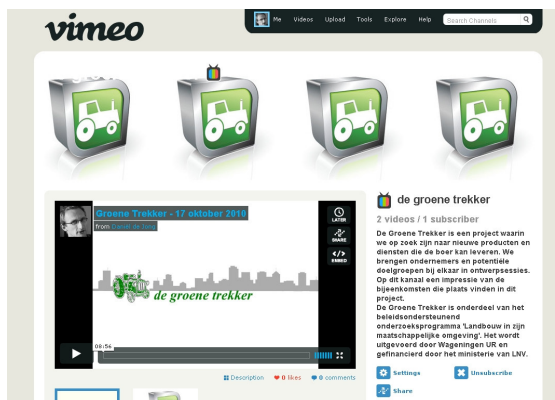 vimeo
Me Videos Upload Tools Explore Help Search Channels
Groene Trekker - 17 oktober 2010
from Daniel de Jong
LATER
SHARE
EMBED
de groene trekker
08:56
Description 0 likes 0 comments
de groene trekker
2 videos / 1 subscriber
De Groene Trekker is een project waarin
we op zoek zijn naar nieuwe producten en
diensten die de boer kan leveren. We
brengen ondernemers en potentiële
doelgroepen bij elkaar in ontwerpsessies.
Op dit kanaal een impressie van de
bijeenkomsten die plaats vinden in dit
project.
De Groene Trekker is onderdeel van het
beleidsondersteunend
onderzoeksprogramma 'Landbouw in zijn
maatschappelijke omgeving'. Het wordt
uitgevoerd door Wageningen UR en
gefinancierd door het ministerie van LNV.
Settings Unsubscribe
Share